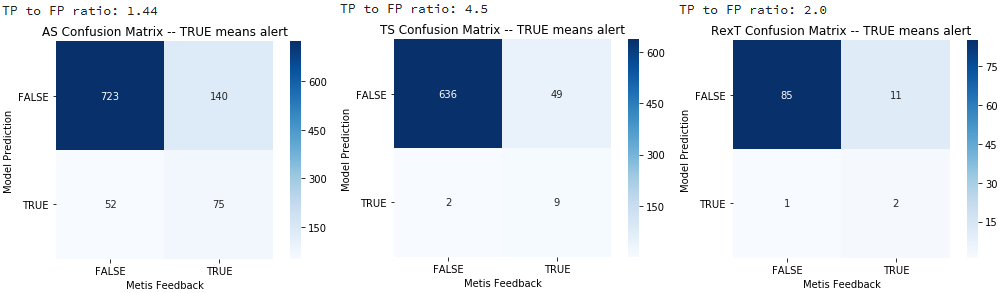 TP to FP ratio: 1.44
AS Confusion Matrix -- TRUE means alert
FALSE
723
140
TRUE
52
75
FALSE
TRUE
Model Prediction
Metis Feedback
600
450
300
150
TP to FP ratio: 4.5
TS Confusion Matrix -- TRUE means alert
FALSE
636
49
TRUE
2
9
FALSE
TRUE
Model Prediction
Metis Feedback
600
450
300
150
TP to FP ratio: 2.0
RexT Confusion Matrix -- TRUE means alert
FALSE
85
11
TRUE
1
2
FALSE
TRUE
Model Prediction
Metis Feedback
75
60
45
30
15